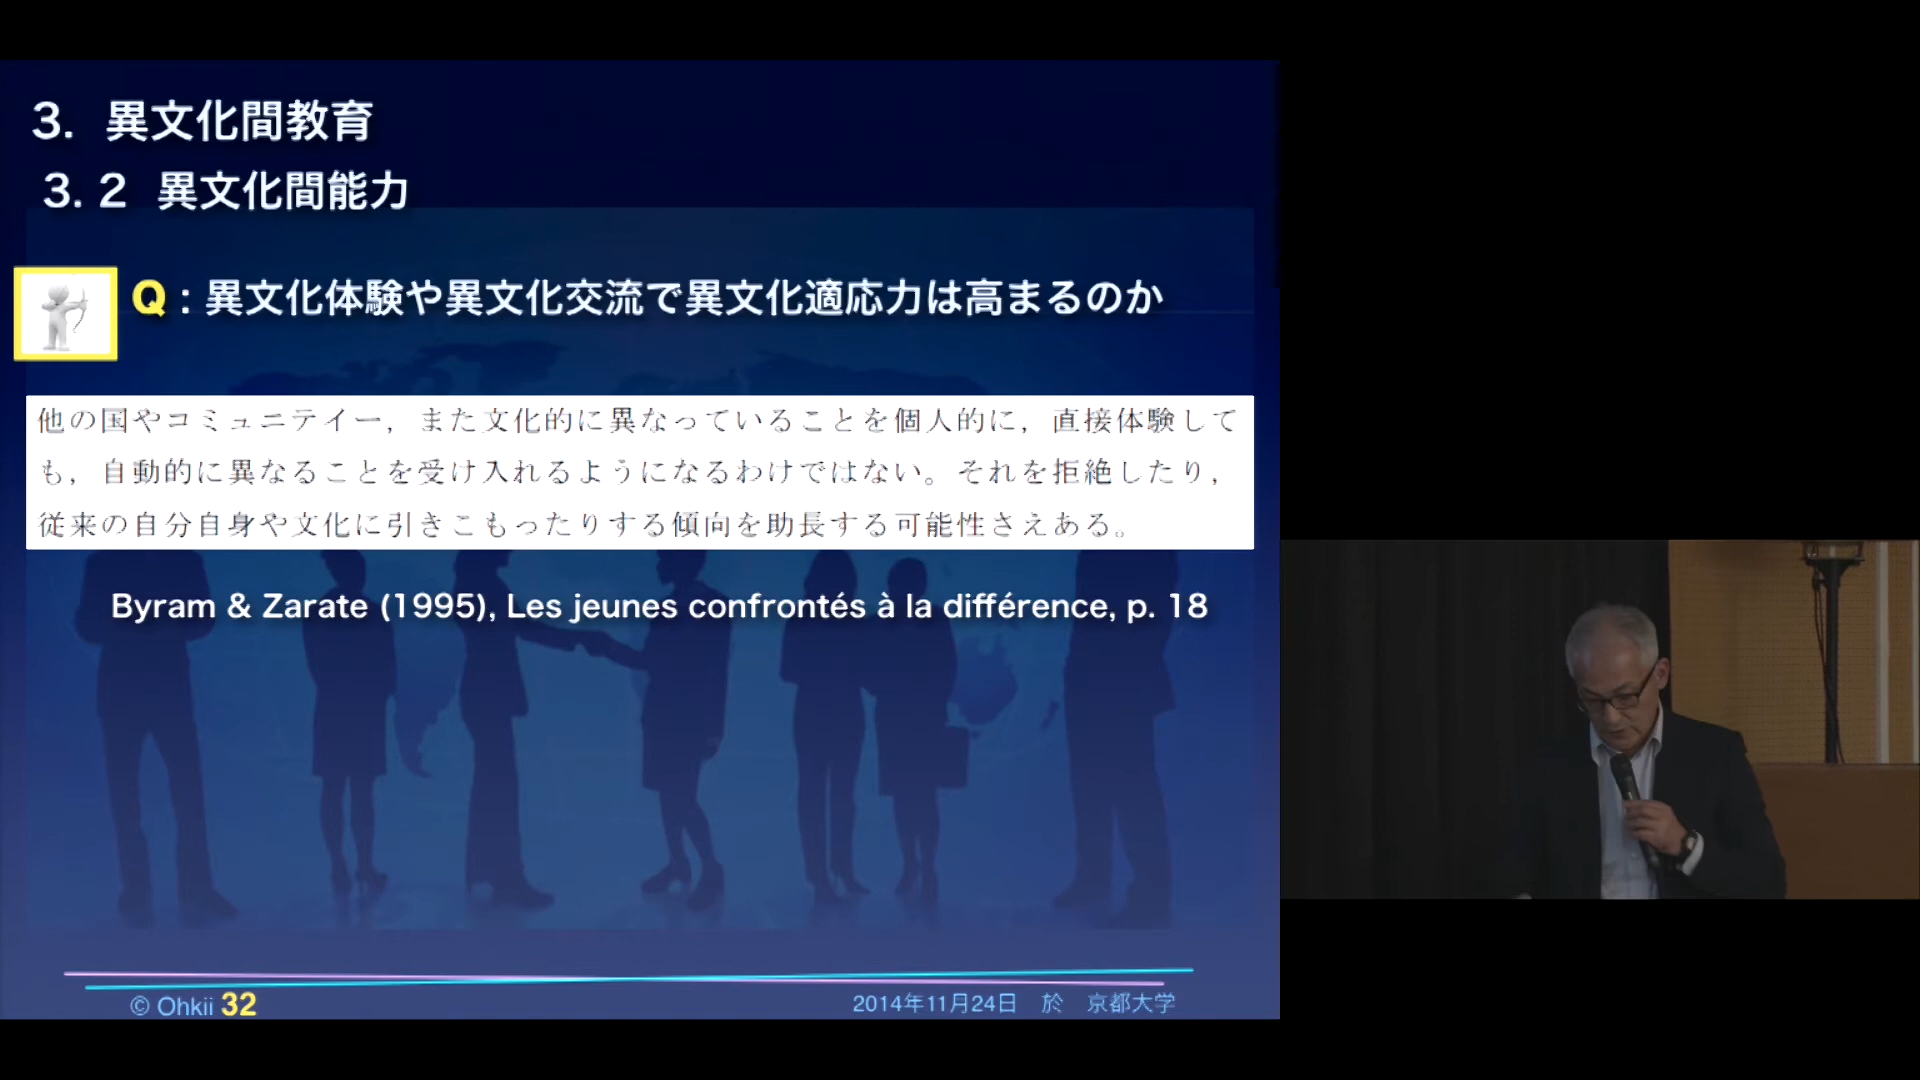 3. 異文化間教育
3. 2 異文化間能力
Q : 異文化体験や異文化交流で異文化適応力は高まるのか
他の国やコミュニテイー，また文化的に異なっていることを個人的に，直接体験して
も，自動的に異なることを受け入れるようになるわけではない。それを拒絶したり，
従来の自分自身や文化に引きこもったりする傾向を助長する可能性さえある。
Byram & Zarate (1995), Les jeunes confrontés à la différence, p. 18
© Ohkii 32
2014年11月24日 於 京都大学